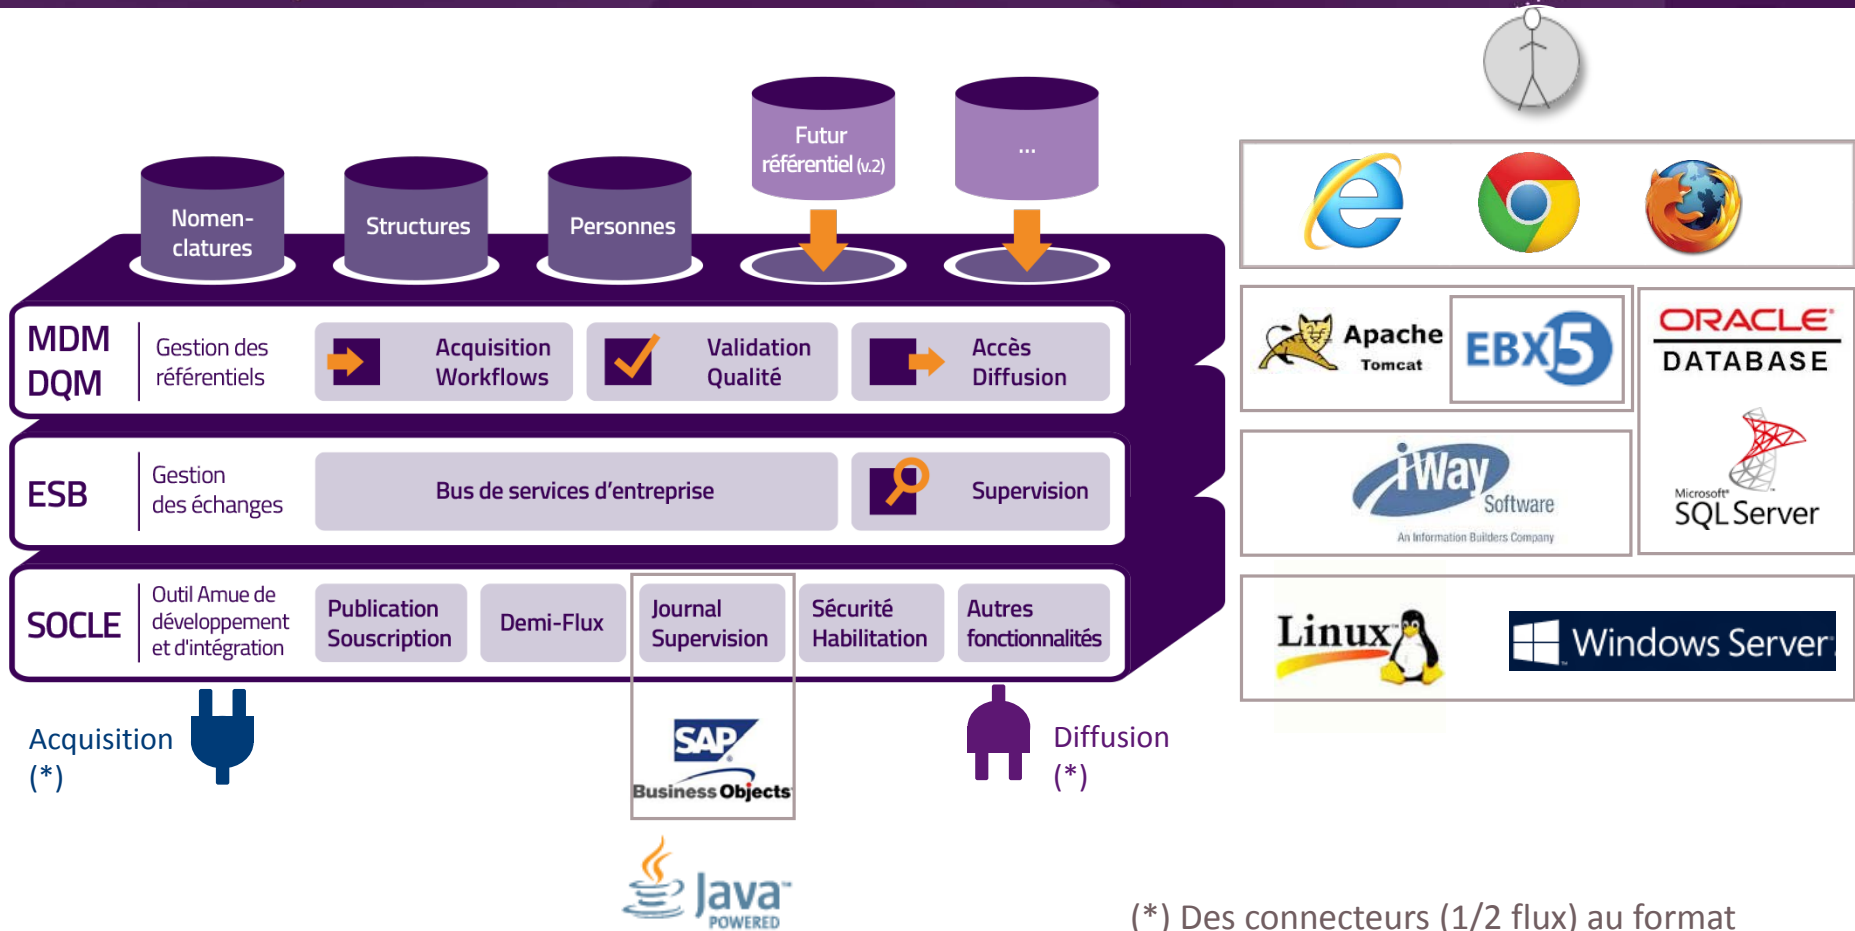 Futur
référentiel (v.2)
...
Nomen-
clatures
Structures
Personnes
MDM
DQM
Gestion des
référentiels
Acquisition
Workflows
Validation
Qualité
Accès
Diffusion
ESB
Gestion
des échanges
Bus de services d'entreprise
Supervision
SOCLE
Outil Amue de
développement
et d'intégration
Publication
Souscription
Demi-Flux
Journal
Supervision
Sécurité
Habilitation
Autres
fonctionnalités
Apache
Tomcat
EBX5
ORACLE
DATABASE
iWay
Software
An Information Builders Company
Microsoft
SQL Server
Linux
Windows Server
Acquisition
(*)
SAP
Business Objects
Diffusion
(*)
Java
POWERED
(*) Des connecteurs (1/2 flux) au format